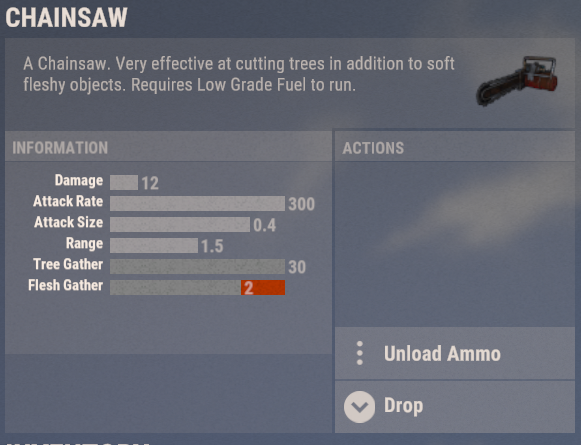 CHAINSAW
A Chainsaw. Very effective at cutting trees in addition to soft
fleshy objects. Requires Low Grade Fuel to run.
INFORMATION
Damage 12
Attack Rate 300
Attack Size 0.4
Range 1.5
Tree Gather 30
Flesh Gather 2
ACTIONS
Unload Ammo
Drop